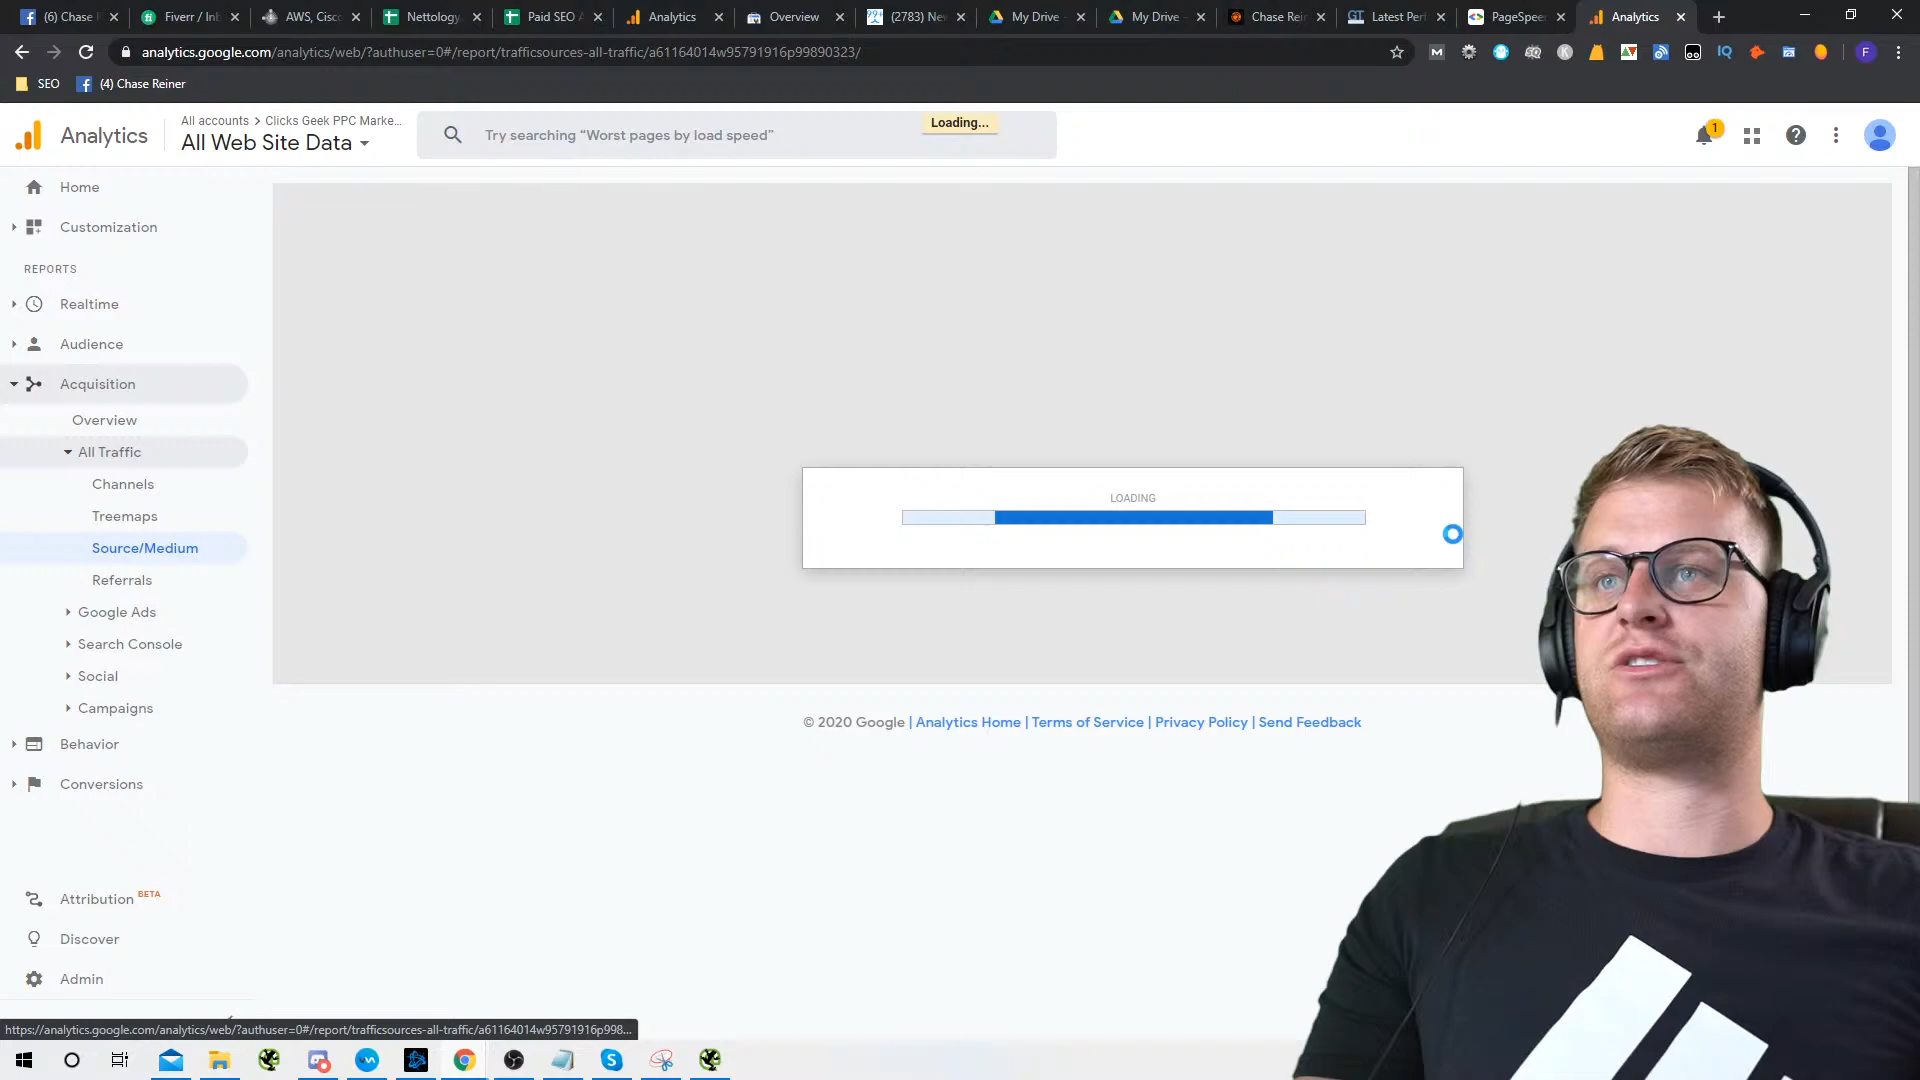 (6) Chase R
Fiverr / Inb
AWS, Cisco
Nettology
Paid SEO A
Analytics
Overview
(2783) Nev
My Drive -
My Drive -
Chase Rein
Latest Perf
PageSpee
Analytics
analytics.google.com/analytics/web/?authuser=0#/report/trafficsources-all-traffic/a61164014w95791916p99890323/
SEO
(4) Chase Reiner
Analytics
All accounts > Clicks Geek PPC Marke...
All Web Site Data
Try searching “Worst pages by load speed”
Loading...
1
Home
Customization
REPORTS
Realtime
Audience
Acquisition
Overview
All Traffic
Channels
Treemaps
Source/Medium
Referrals
Google Ads
Search Console
Social
Campaigns
Behavior
Conversions
Attribution BETA
Discover
Admin
LOADING
© 2020 Google | Analytics Home | Terms of Service | Privacy Policy | Send Feedback
https://analytics.google.com/analytics/web/?authuser=0#/report/trafficsources-all-traffic/a61164014w95791916p998...